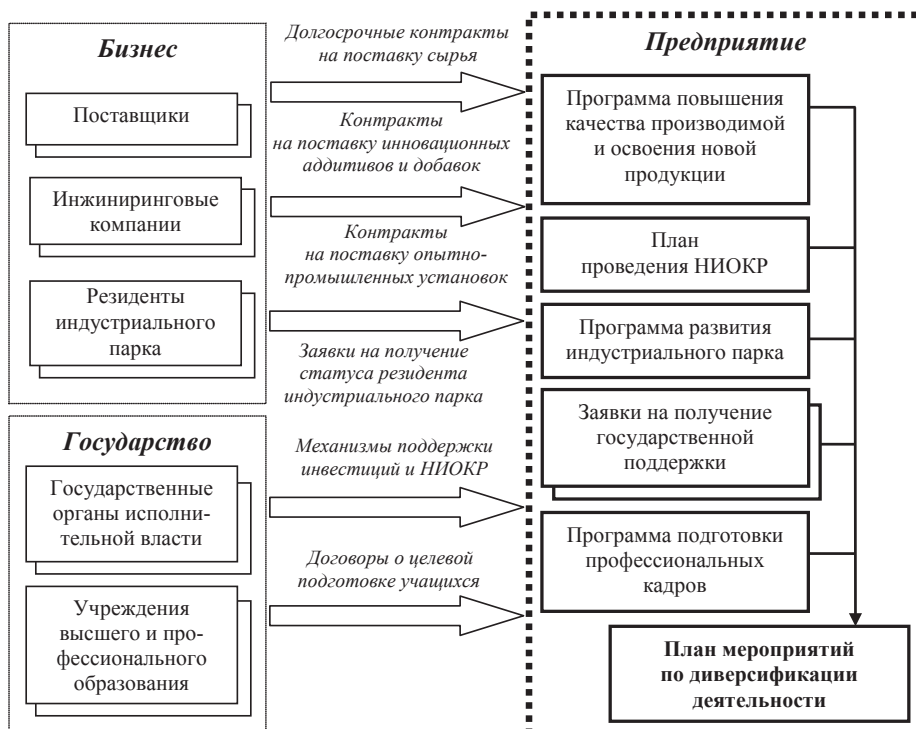 Бизнес
Поставщики
Инжиниринговые
компании
Резиденты
индустриального
парка
Государство
Государственные
органы исполни-
тельной власти
Учреждения
высшего и про-
фессионального
образования
Долгосрочные контракты
на поставку сырья
Контракты
на поставку инновационных
аддитивов и добавок
Контракты
на поставку опытно-
промышленных установок
Заявки на получение
статуса резидента
индустриального парка
Механизмы поддержки
инвестиций и НИОКР
Договоры о целевой
подготовке учащихся
Предприятие
Программа повышения
качества производимой
и освоения новой
продукции
План
проведения НИОКР
Программа развития
индустриального парка
Заявки на получение
государственной
поддержки
Программа подготовки
профессиональных
кадров
План мероприятий
по диверсификации
деятельности